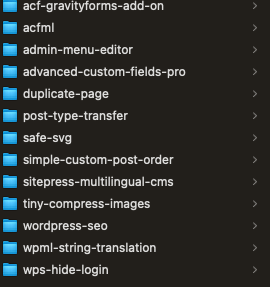 acf-gravityforms-add-on
acfml
admin-menu-editor
advanced-custom-fields-pro
duplicate-page
post-type-transfer
safe-svg
simple-custom-post-order
sitepress-multilingual-cms
tiny-compress-images
wordpress-seo
wpml-string-translation
wps-hide-login